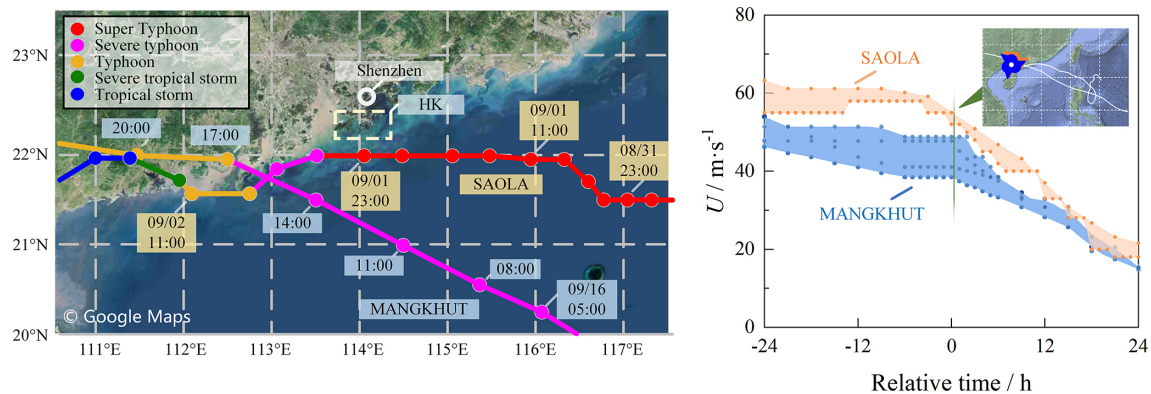 Super Typhoon
Severe typhoon
Typhoon
Severe tropical storm
Tropical storm
23°N
22°N
21°N
20°N
Shenzhen
HK
20:00
17:00
09/01
11:00
08/31
23:00
SAOLA
09/01
23:00
09/02
11:00
14:00
11:00
08:00
09/16
05:00
MANGKHUT
© Google Maps
111°E
112°E
113°E
114°E
115°E
116°E
117°E
80
60
40
20
0
U / m·s⁻¹
SAOLA
MANGKHUT
-24
-12
0
12
24
Relative time / h